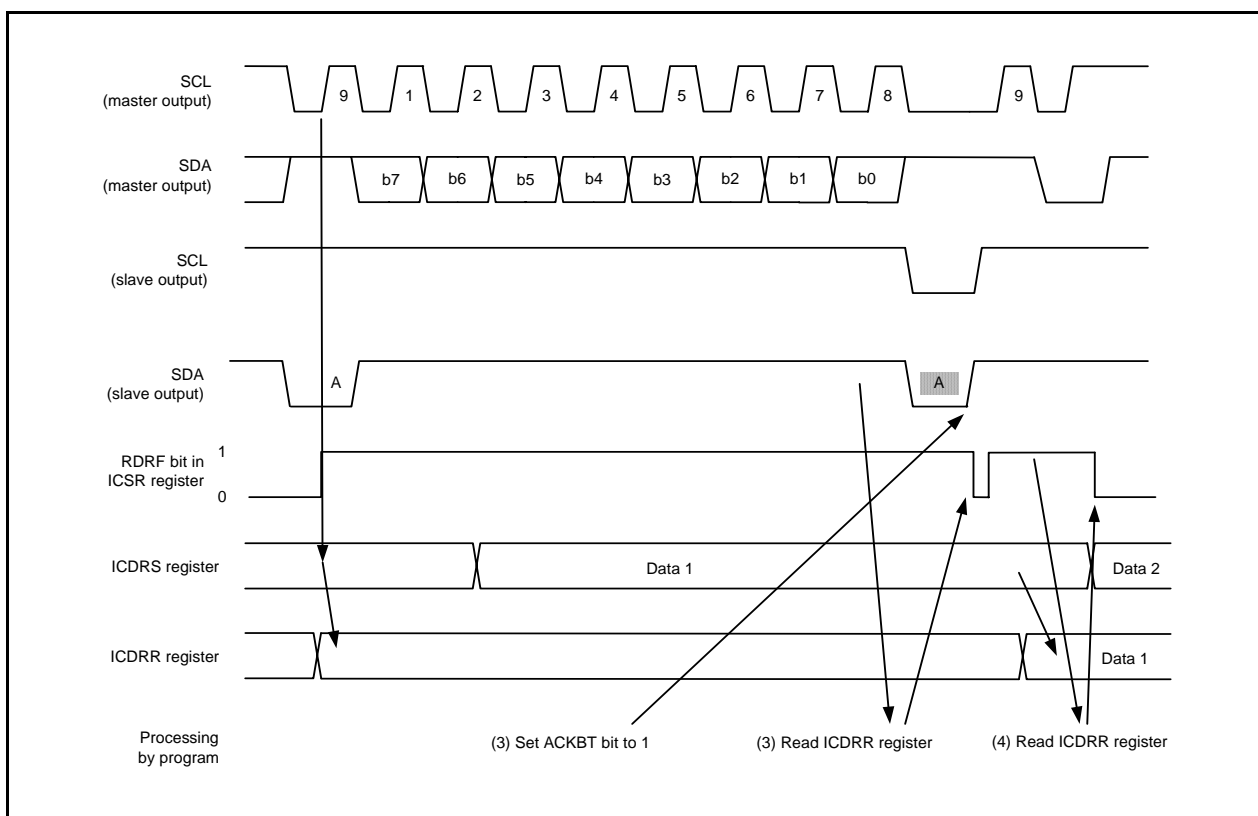 SCL
(master output)
9 1 2 3 4 5 6 7 8 9
SDA
(master output)
b7 b6 b5 b4 b3 b2 b1 b0
SCL
(slave output)
SDA
(slave output)
A A
RDRF bit in
ICSR register
1
0
ICDRS register
Data 1 Data 2
ICDRR register
Data 1
Processing
by program
(3) Set ACKBT bit to 1 (3) Read ICDRR register (4) Read ICDRR register